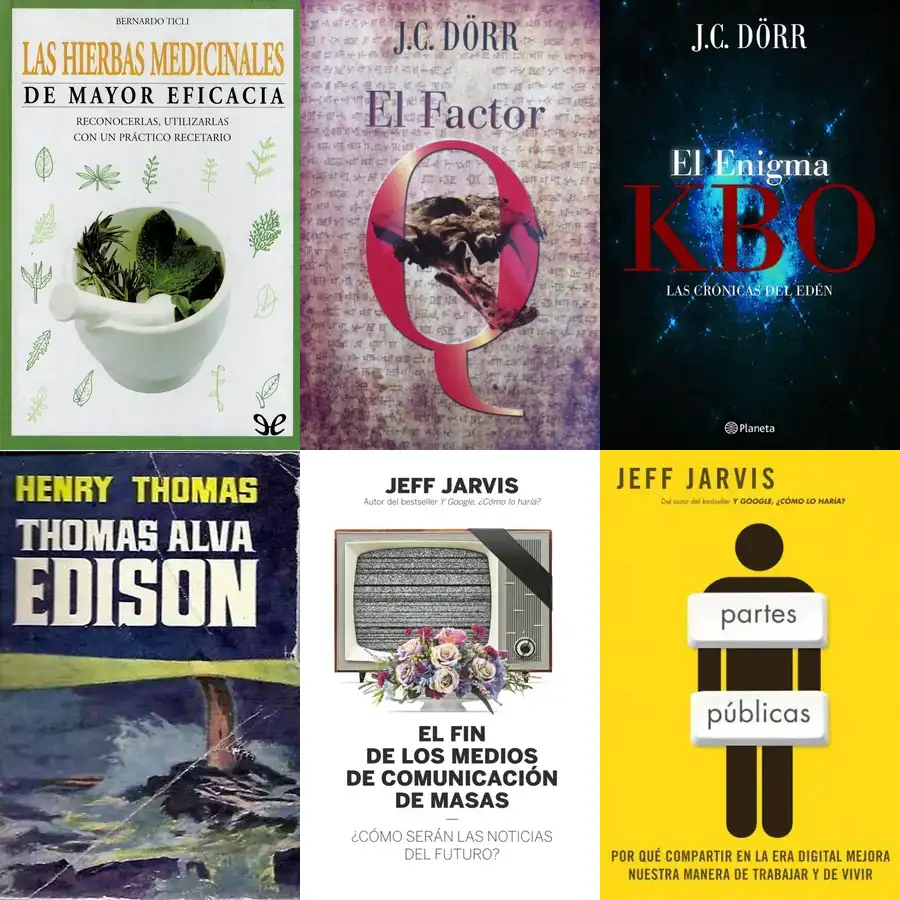 BERNARDO TICLI
LAS HIERBAS MEDICINALES
DE MAYOR EFICACIA
RECONOCERLAS, UTILIZARLAS
CON UN PRÁCTICO RECETARIO
J.C. DÖRR
El Factor
Q
J.C. DÖRR
El Enigma
KBO
LAS CRÓNICAS DEL EDÉN
Planeta
HENRY THOMAS
THOMAS ALVA
EDISON
JEFF JARVIS
Autor del bestseller Y Google, ¿Cómo lo haría?
EL FIN
DE LOS MEDIOS
DE COMUNICACIÓN
DE MASAS
¿CÓMO SERÁN LAS NOTICIAS
DEL FUTURO?
JEFF JARVIS
Del autor del bestseller Y GOOGLE, ¿CÓMO LO HARÍA?
partes
públicas
POR QUÉ COMPARTIR EN LA ERA DIGITAL MEJORA
NUESTRA MANERA DE TRABAJAR Y DE VIVIR